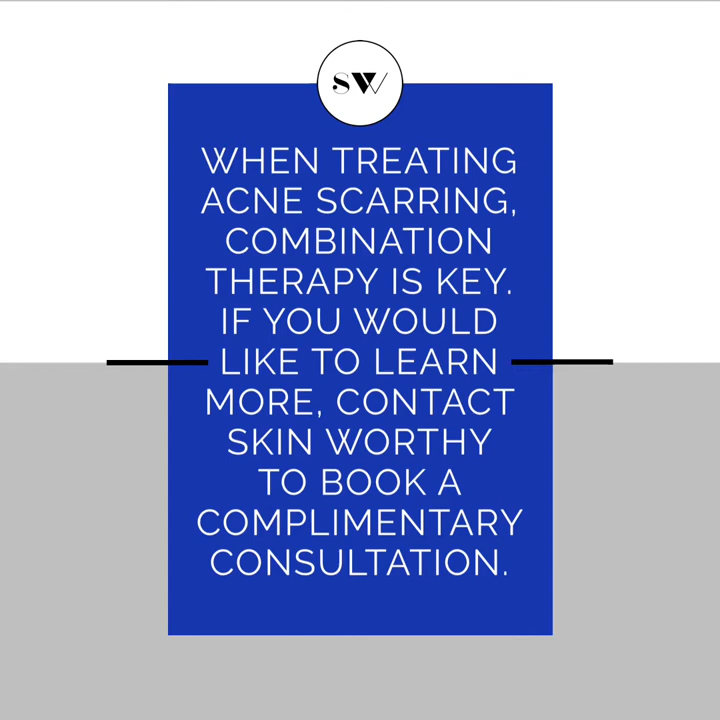 SW
WHEN TREATING
ACNE SCARRING,
COMBINATION
THERAPY IS KEY.
IF YOU WOULD
LIKE TO LEARN
MORE, CONTACT
SKIN WORTHY
TO BOOK A
COMPLIMENTARY
CONSULTATION.